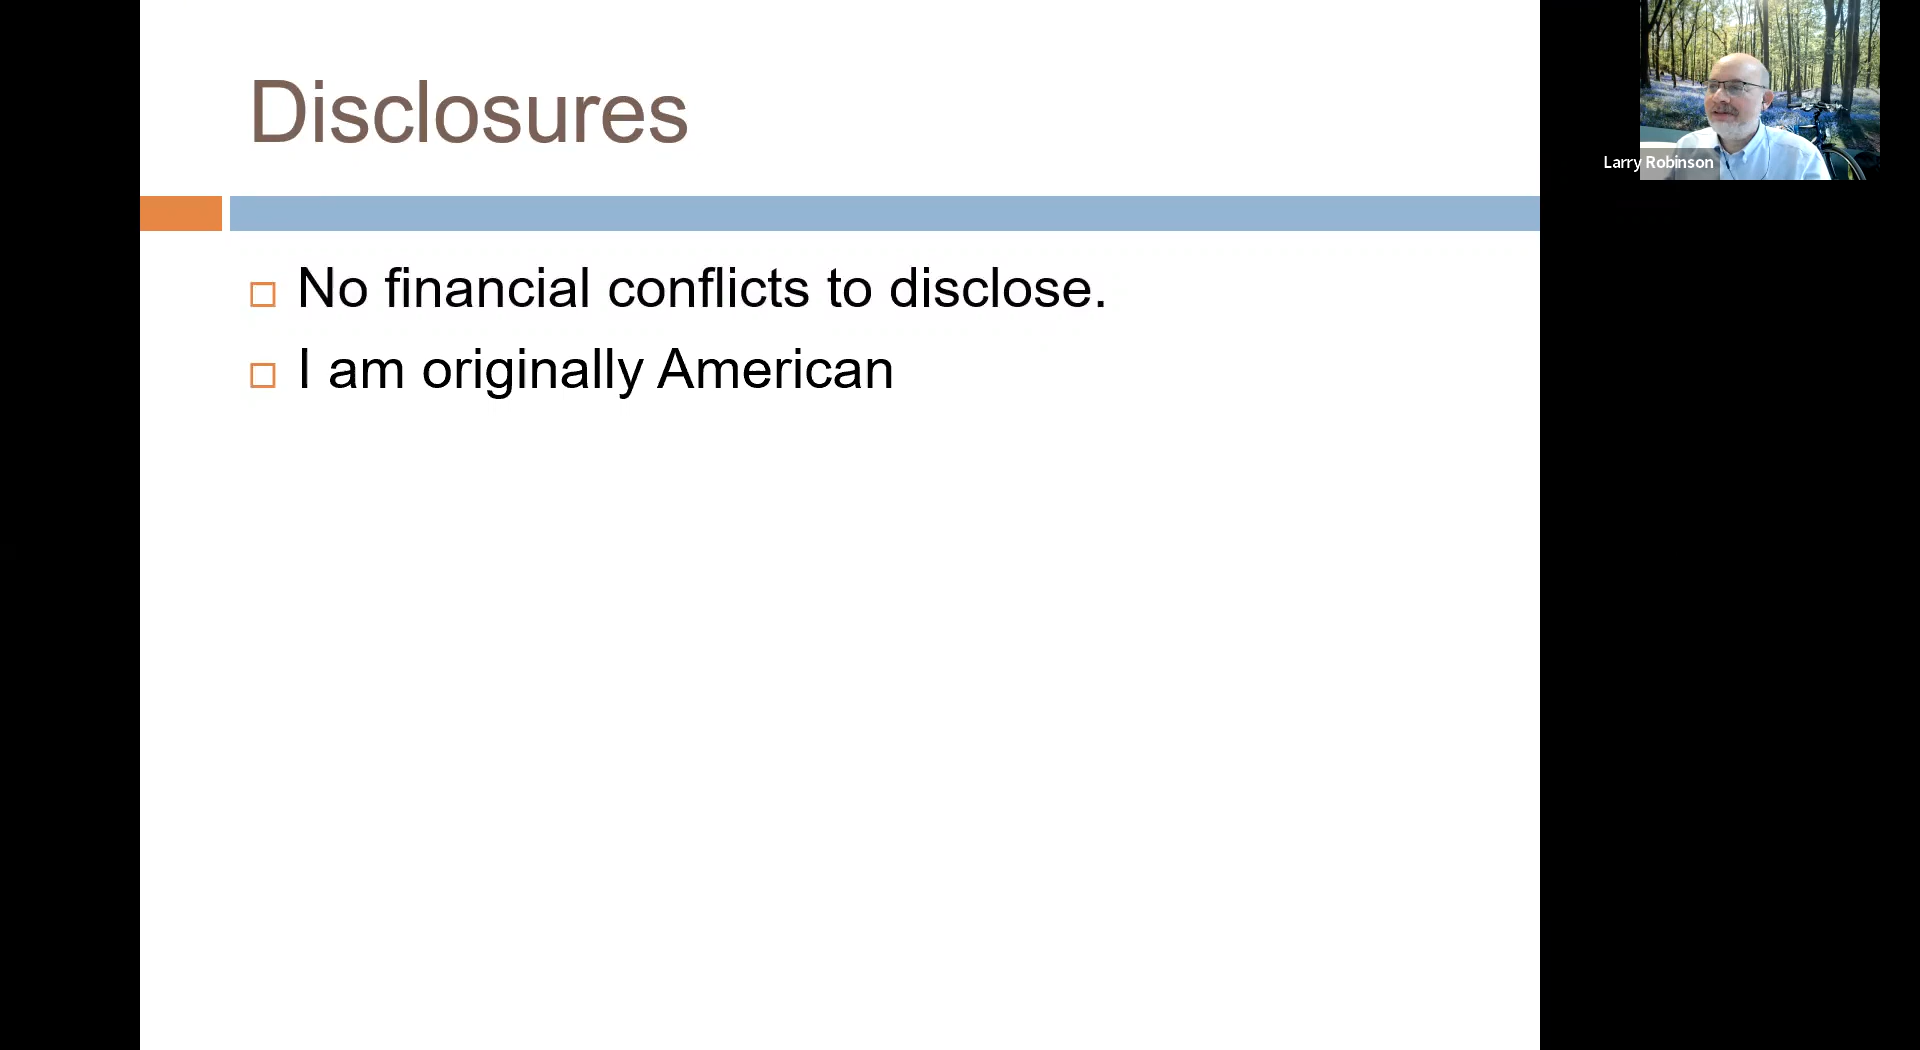 Disclosures
No financial conflicts to disclose.
I am originally American
Larry Robinson